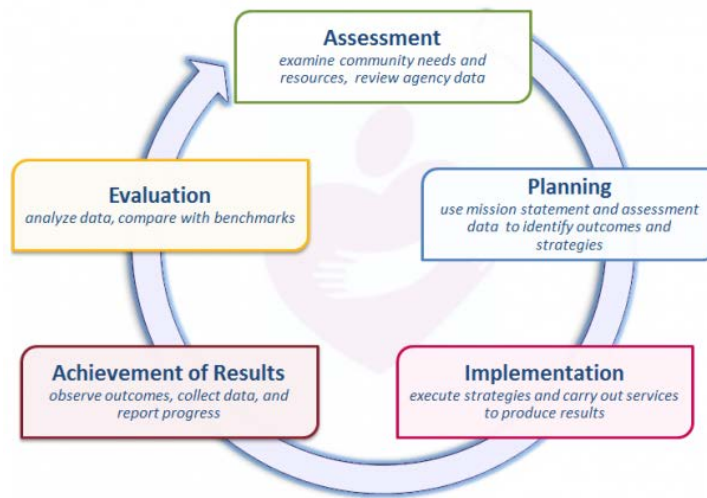 Assessment
examine community needs and
resources, review agency data
Planning
use mission statement and assessment
data to identify outcomes and
strategies
Implementation
execute strategies and carry out services
to produce results
Achievement of Results
observe outcomes, collect data, and
report progress
Evaluation
analyze data, compare with benchmarks